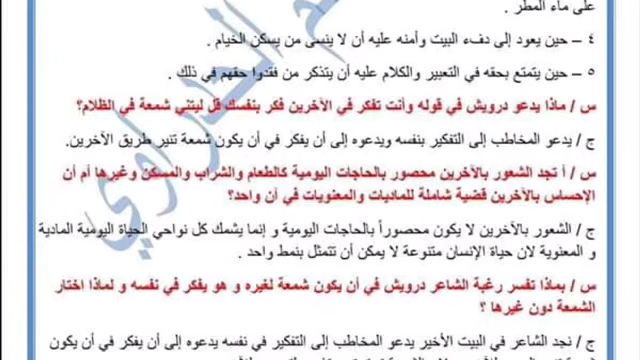 على ماء المطر .
٤ – حين يعود إلى دفء البيت وأمنه عليه أن لا ينسى من يسكن الخيام .
٥ – حين يتمتع بحقه في التعبير والكلام عليه أن يتذكر من فقدوا حقهم في ذلك .
س / ماذا يدعو درويش في قوله وأنت تفكر في الآخرين فكر بنفسك قل ليتني شمعة في الظلام؟
ج / يدعو المخاطب إلى التفكير بنفسه ويدعوه إلى أن يفكر في أن يكون شمعة تنير طريق الآخرين.
س / أ تجد الشعور بالآخرين محصور بالحاجات اليومية كالطعام والشراب والمسكن وغيرها أم أن
الإحساس بالآخرين قضية شاملة للماديات والمعنويات في آن واحد؟
ج / الشعور بالآخرين لا يكون محصوراً بالحاجات اليومية و إنما يشمك كل نواحي الحياة اليومية المادية
و المعنوية لان حياة الإنسان متنوعة لا يمكن أن تتمثل بنمط واحد .
س / بماذا تفسر رغبة الشاعر درويش في أن يكون شمعة لغيره و هو يفكر في نفسه و لماذا اختار
الشمعة دون غيرها ؟
ج / نجد الشاعر في البيت الأخير يدعو المخاطب إلى التفكير في نفسه يدعوه إلى أن يفكر في أن يكون